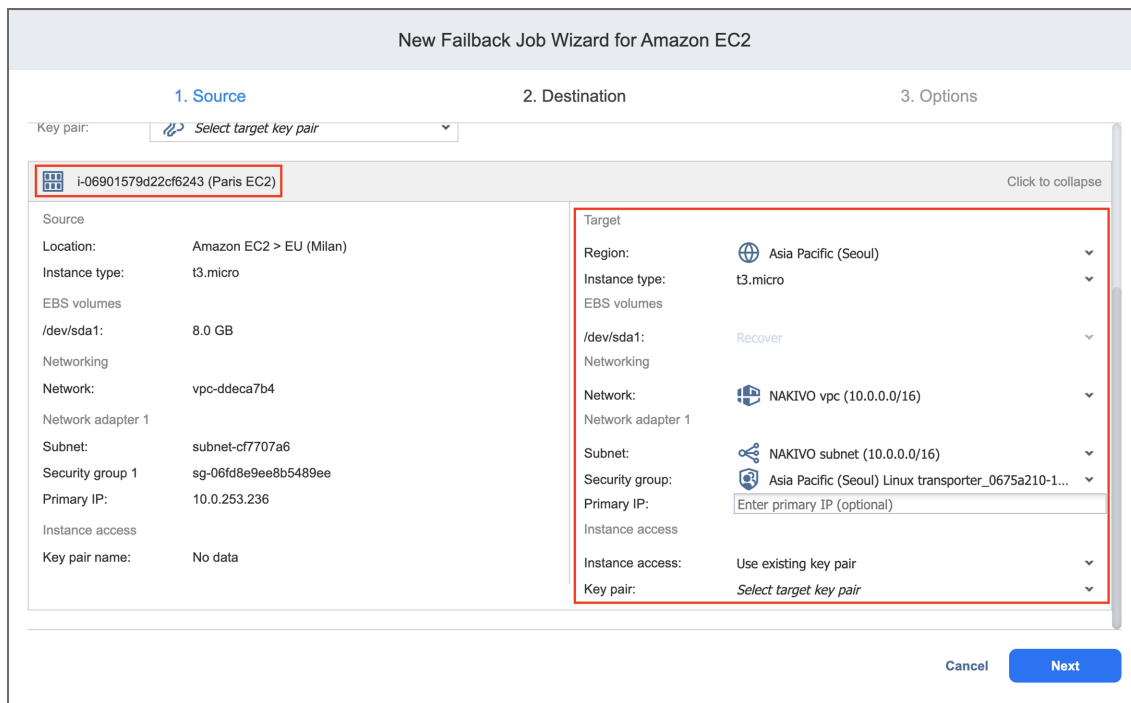 New Failback Job Wizard for Amazon EC2
1. Source 2. Destination 3. Options
Key pair: Select target key pair
i-06901579d22cf6243 (Paris EC2) Click to collapse
Source
Location: Amazon EC2 > EU (Milan)
Instance type: t3.micro
EBS volumes
/dev/sda1: 8.0 GB
Networking
Network: vpc-ddeca7b4
Network adapter 1
Subnet: subnet-cf7707a6
Security group 1 sg-06fd8e9ee8b5489ee
Primary IP: 10.0.253.236
Instance access
Key pair name: No data
Target
Region: Asia Pacific (Seoul)
Instance type: t3.micro
EBS volumes
/dev/sda1: Recover
Networking
Network: NAKIVO vpc (10.0.0.0/16)
Network adapter 1
Subnet: NAKIVO subnet (10.0.0.0/16)
Security group: Asia Pacific (Seoul) Linux transporter_0675a210-1...
Primary IP: Enter primary IP (optional)
Instance access
Instance access: Use existing key pair
Key pair: Select target key pair
Cancel Next